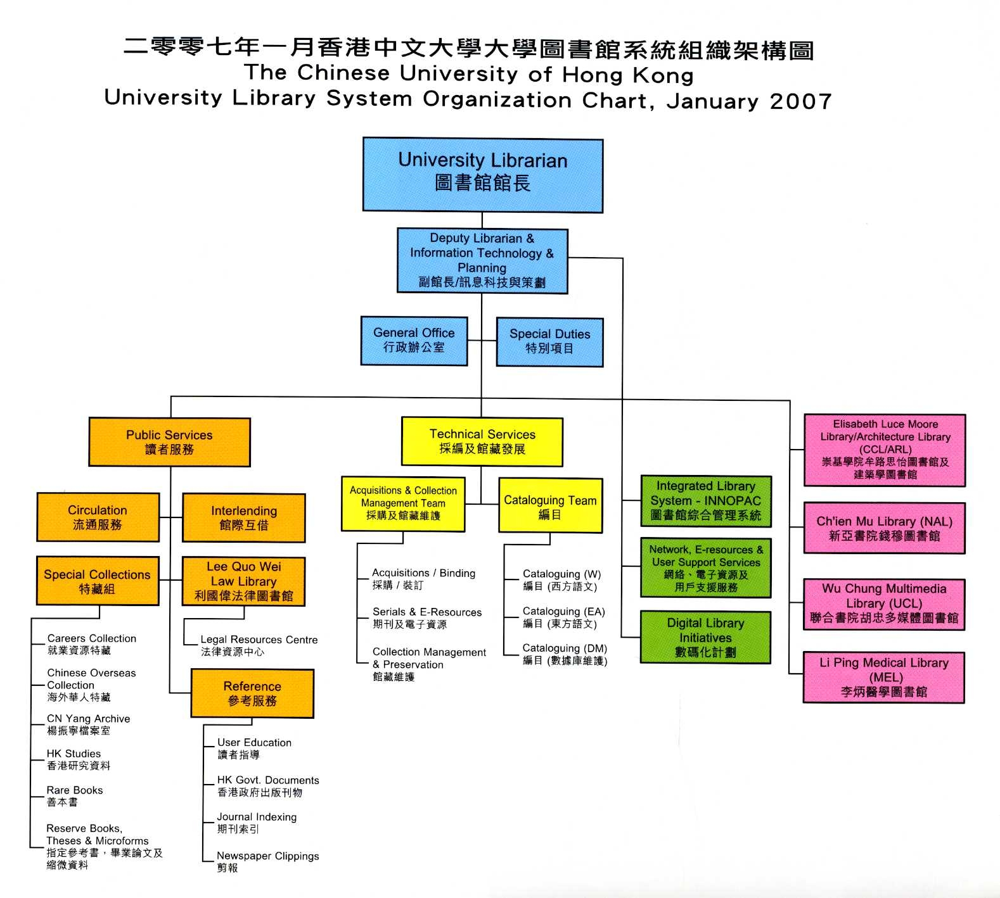 二零零七年一月香港中文大學大學圖書館系統組織架構圖
The Chinese University of Hong Kong
University Library System Organization Chart, January 2007
University Librarian
圖書館館長
Deputy Librarian &
Information Technology &
Planning
副館長/訊息科技與策劃
General Office
行政辦公室
Special Duties
特別項目
Public Services
讀者服務
Circulation
流通服務
Interlending
館際互借
Special Collections
特藏組
Lee Quo Wei
Law Library
利國偉法律圖書館
Careers Collection
就業資源特藏
Chinese Overseas
Collection
海外華人特藏
CN Yang Archive
楊振寧檔案室
HK Studies
香港研究資料
Rare Books
善本書
Reserve Books,
Theses & Microforms
指定參考書，畢業論文及
縮微資料
Legal Resources Centre
法律資源中心
Reference
參考服務
User Education
讀者指導
HK Govt. Documents
香港政府出版刊物
Journal Indexing
期刊索引
Newspaper Clippings
剪報
Technical Services
採編及館藏發展
Acquisitions & Collection
Management Team
採購及館藏維護
Cataloguing Team
編目
Acquisitions / Binding
採購 / 裝訂
Serials & E-Resources
期刊及電子資源
Collection Management
& Preservation
館藏維護
Cataloguing (W)
編目 (西方語文)
Cataloguing (EA)
編目 (東方語文)
Cataloguing (DM)
編目 (數據庫維護)
Integrated Library
System - INNOPAC
圖書館綜合管理系統
Network, E-resources &
User Support Services
網絡、電子資源及
用戶支援服務
Digital Library
Initiatives
數碼化計劃
Elisabeth Luce Moore
Library/Architecture Library
(CCL/ARL)
崇基學院牟路思怡圖書館及
建築學圖書館
Ch'ien Mu Library (NAL)
新亞書院錢穆圖書館
Wu Chung Multimedia
Library (UCL)
聯合書院胡忠多媒體圖書館
Li Ping Medical Library
(MEL)
李炳醫學圖書館